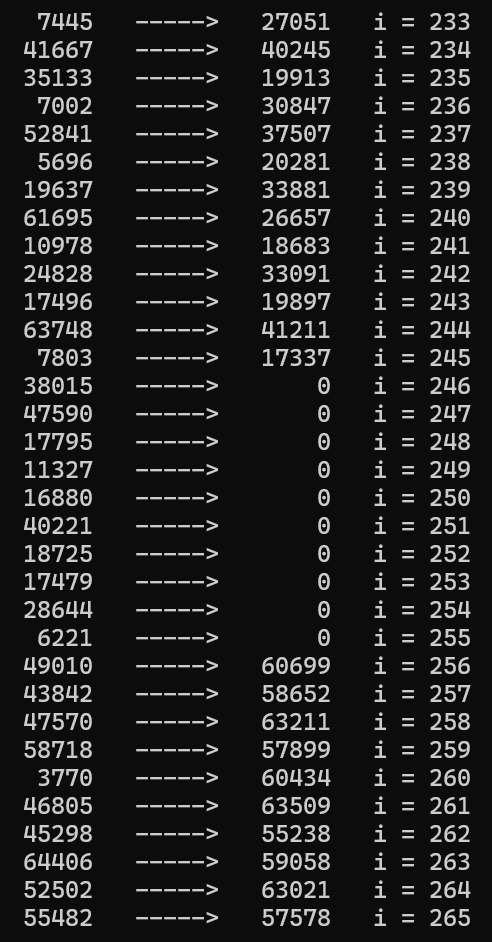 7445 -----> 27051 i = 233
41667 -----> 40245 i = 234
35133 -----> 19913 i = 235
7002 -----> 30847 i = 236
52841 -----> 37507 i = 237
5696 -----> 20281 i = 238
19637 -----> 33881 i = 239
61695 -----> 26657 i = 240
10978 -----> 18683 i = 241
24828 -----> 33091 i = 242
17496 -----> 19897 i = 243
63748 -----> 41211 i = 244
7803 -----> 17337 i = 245
38015 -----> 0 i = 246
47590 -----> 0 i = 247
17795 -----> 0 i = 248
11327 -----> 0 i = 249
16880 -----> 0 i = 250
40221 -----> 0 i = 251
18725 -----> 0 i = 252
17479 -----> 0 i = 253
28644 -----> 0 i = 254
6221 -----> 0 i = 255
49010 -----> 60699 i = 256
43842 -----> 58652 i = 257
47570 -----> 63211 i = 258
58718 -----> 57899 i = 259
3770 -----> 60434 i = 260
46805 -----> 63509 i = 261
45298 -----> 55238 i = 262
64406 -----> 59058 i = 263
52502 -----> 63021 i = 264
55482 -----> 57578 i = 265